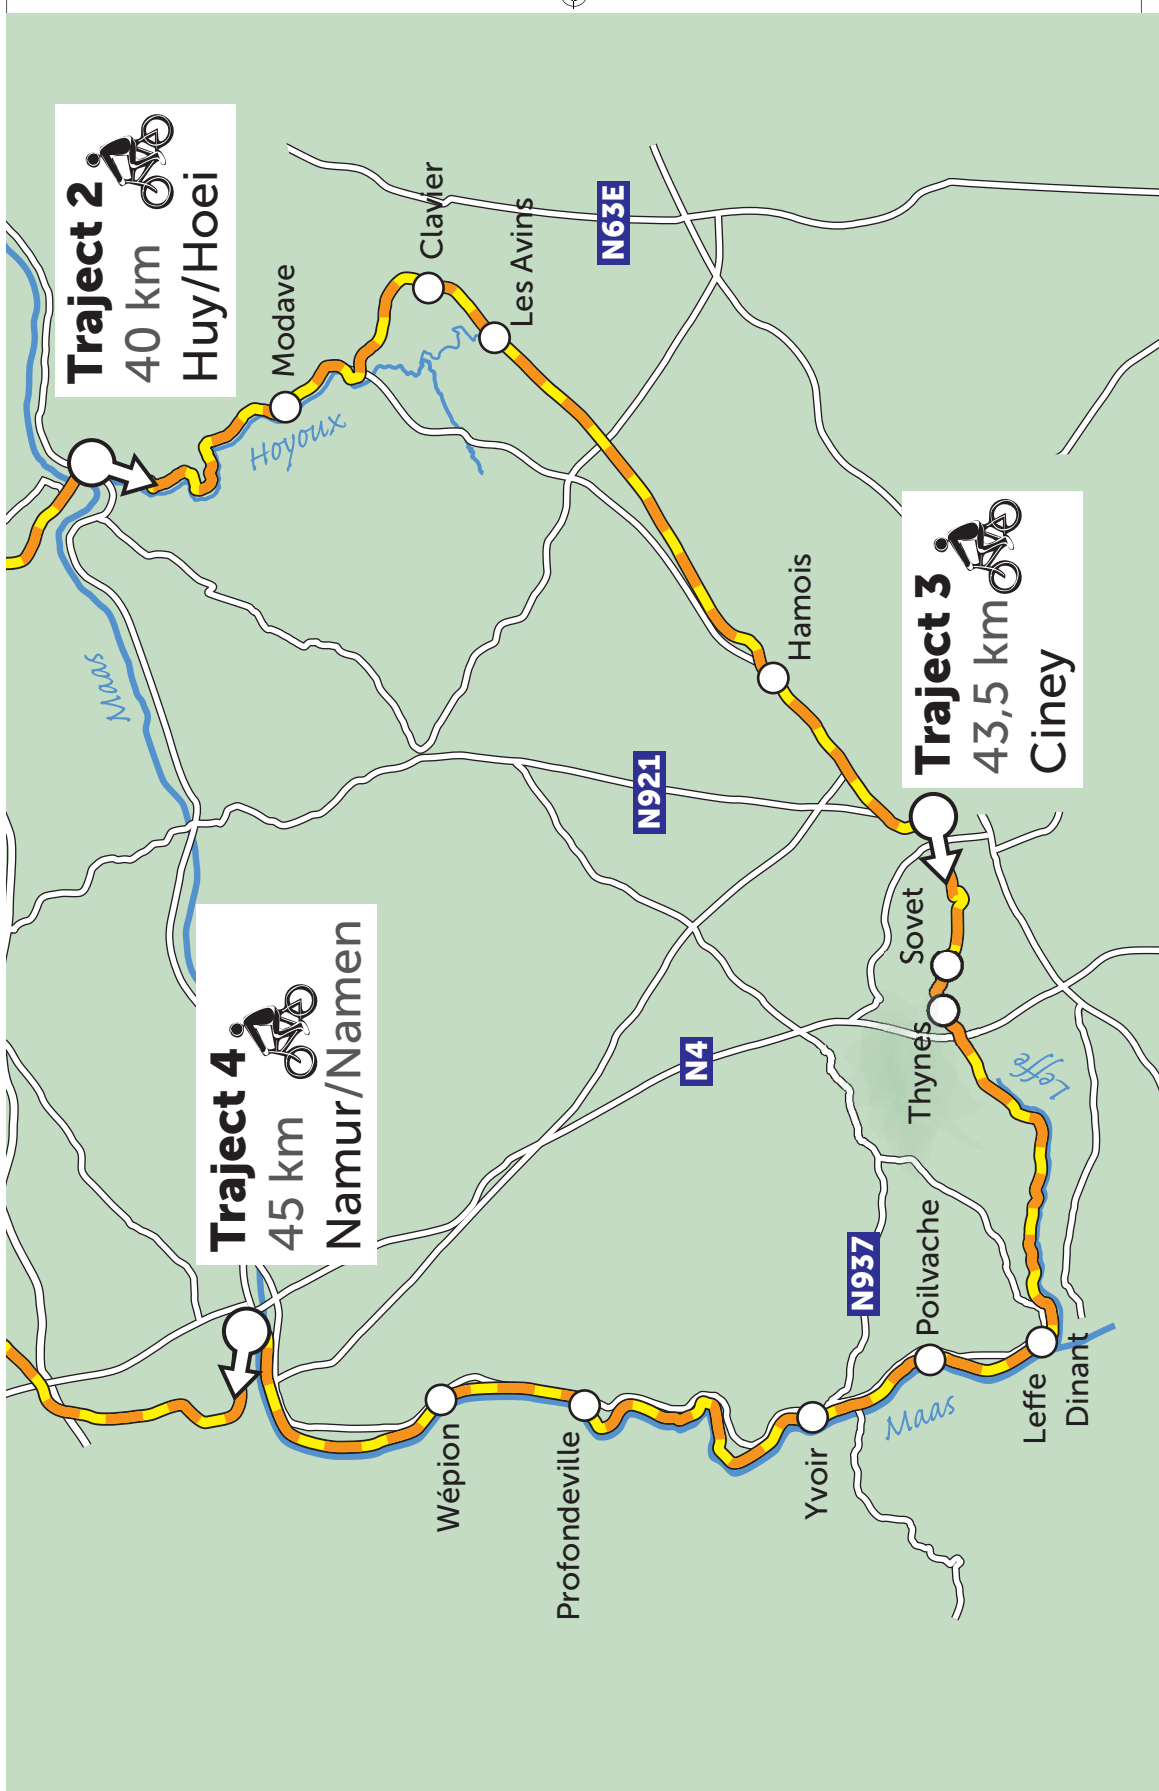 Traject 2
40 km
Huy/Hoei
Modave
Clavier
Les Avins
N63E
Hoyoux
Maas
Hamois
N921
Traject 3
43,5 km
Ciney
Sovet
Thynes
Leffe
N4
Traject 4
45 km
Namur/Namen
N937
Poilvache
Maas
Leffe
Dinant
Yvoir
Profondeville
Wépion